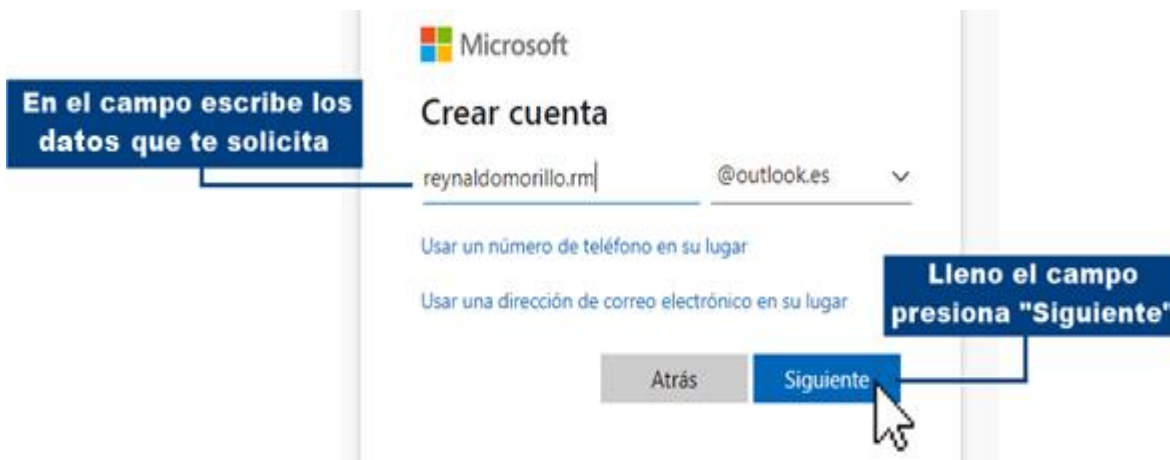 Microsoft
En el campo escribe los
datos que te solicita
Crear cuenta
reynaldomorillo.rm @outlook.es
Usar un número de teléfono en su lugar
Usar una dirección de correo electrónico en su lugar
Lleno el campo
presiona "Siguiente"
Atrás Siguiente